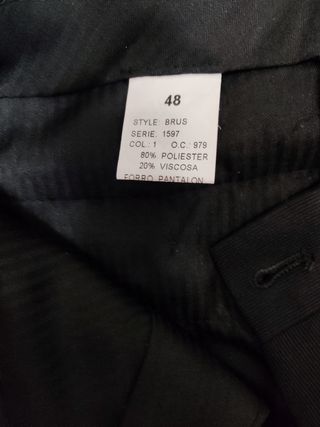 48
STYLE: BRUS
SERIE: 1597
COL.: 1 O.C.: 979
80% POLIESTER
20% VISCOSA
FORRO PANTALON